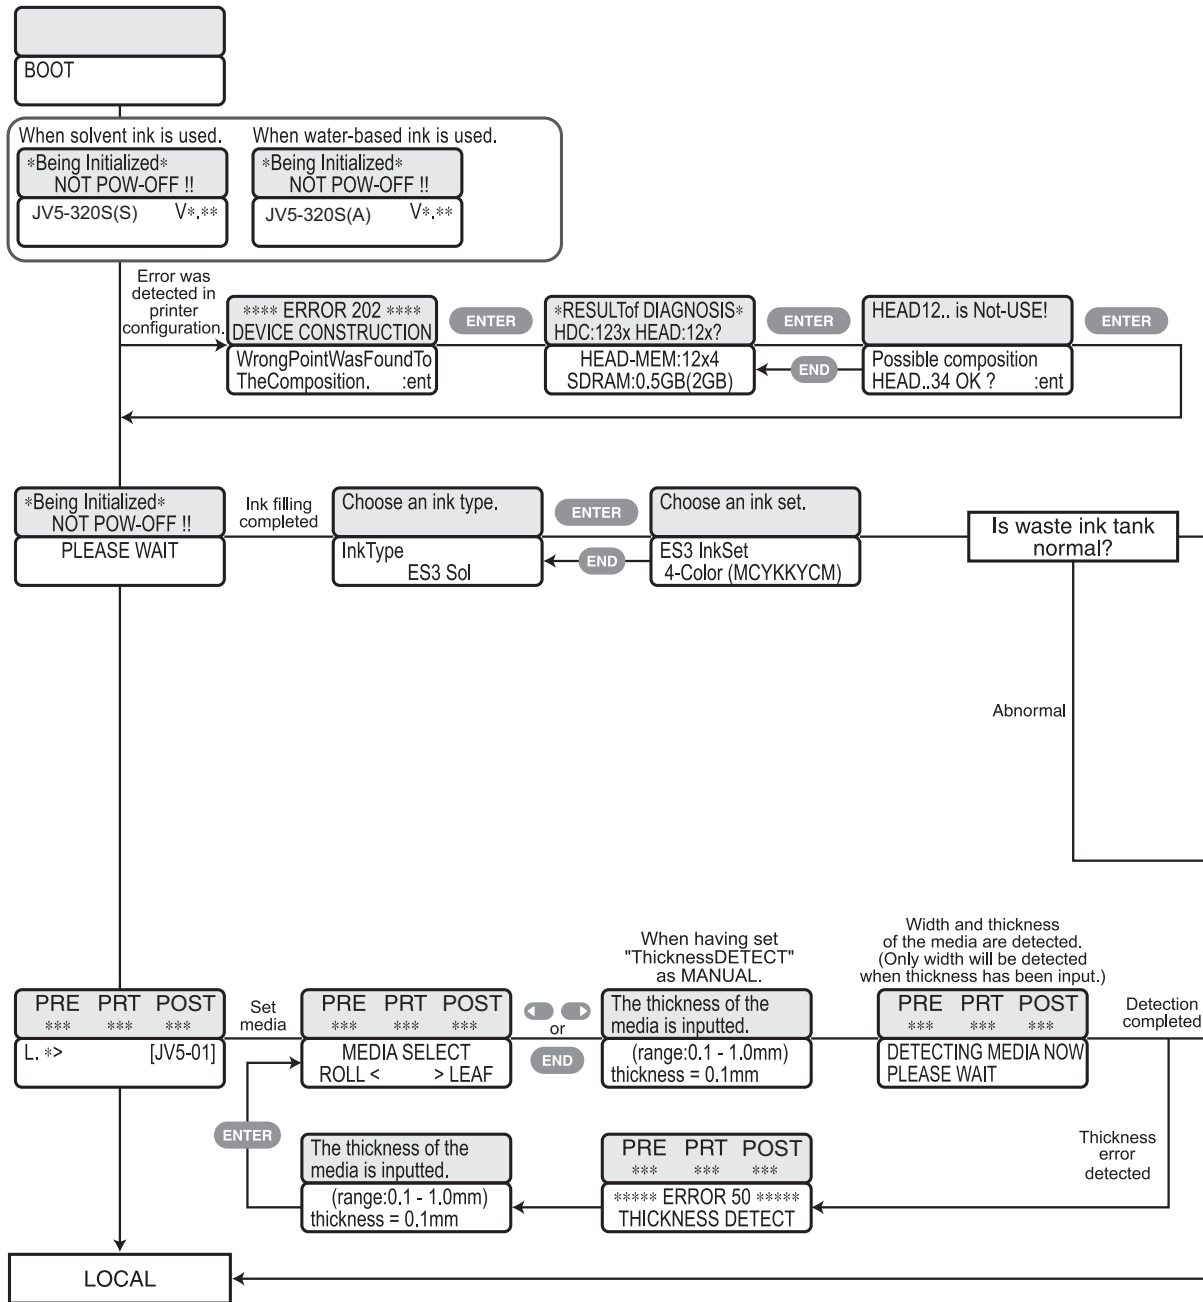 BOOT
When solvent ink is used.
*Being Initialized*
NOT POW-OFF !!
JV5-320S(S) V*.**
When water-based ink is used.
*Being Initialized*
NOT POW-OFF !!
JV5-320S(A) V*.**
Error was
detected in
printer
configuration.
**** ERROR 202 ****
DEVICE CONSTRUCTION
WrongPointWasFoundTo
TheComposition. :ent
ENTER
*RESULTof DIAGNOSIS*
HDC:123x HEAD:12x?
HEAD-MEM:12x4
SDRAM:0.5GB(2GB)
ENTER
END
HEAD12.. is Not-USE!
Possible composition
HEAD..34 OK ? :ent
ENTER
*Being Initialized*
NOT POW-OFF !!
PLEASE WAIT
Ink filling
completed
Choose an ink type.
InkType
ES3 Sol
ENTER
END
Choose an ink set.
ES3 InkSet
4-Color (MCYKKYCM)
Is waste ink tank
normal?
Abnormal
PRE PRT POST
*** *** ***
L. *> [JV5-01]
Set
media
PRE PRT POST
*** *** ***
MEDIA SELECT
ROLL < > LEAF
or
END
When having set
"ThicknessDETECT"
as MANUAL.
The thickness of the
media is inputted.
(range:0.1 - 1.0mm)
thickness = 0.1mm
Width and thickness
of the media are detected.
(Only width will be detected
when thickness has been input.)
PRE PRT POST
*** *** ***
DETECTING MEDIA NOW
PLEASE WAIT
Detection
completed
ENTER
The thickness of the
media is inputted.
(range:0.1 - 1.0mm)
thickness = 0.1mm
PRE PRT POST
*** *** ***
***** ERROR 50 *****
THICKNESS DETECT
Thickness
error
detected
LOCAL